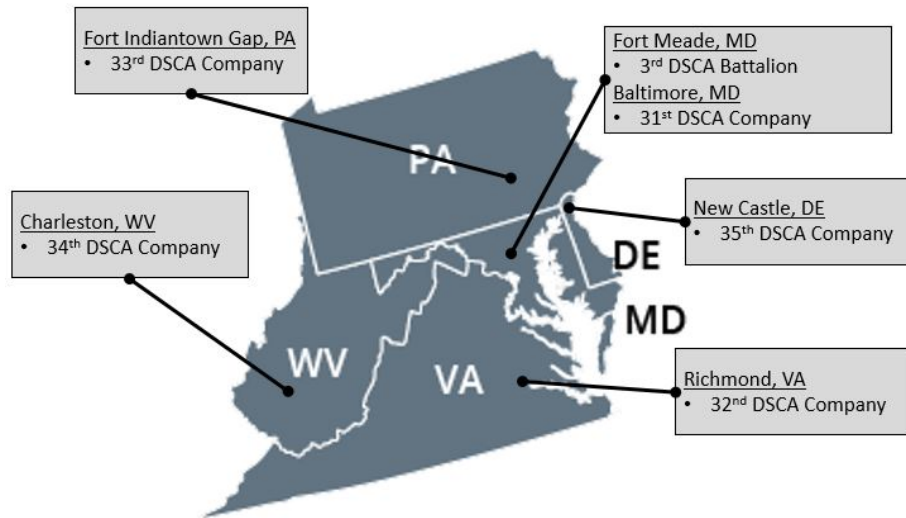 Fort Indiantown Gap, PA
• 33rd DSCA Company
Fort Meade, MD
• 3rd DSCA Battalion
Baltimore, MD
• 31st DSCA Company
PA
Charleston, WV
• 34th DSCA Company
New Castle, DE
• 35th DSCA Company
DE
MD
WV
VA
Richmond, VA
• 32nd DSCA Company